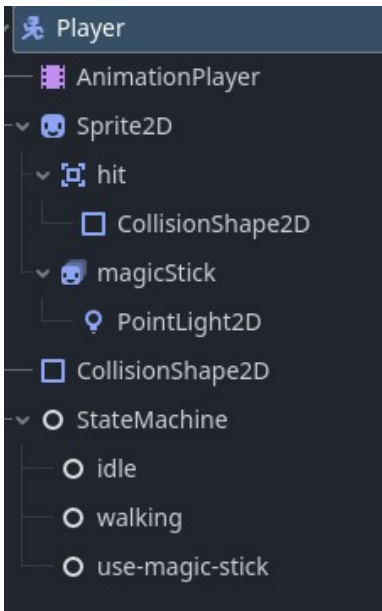 Player
AnimationPlayer
Sprite2D
hit
CollisionShape2D
magicStick
PointLight2D
CollisionShape2D
StateMachine
idle
walking
use-magic-stick